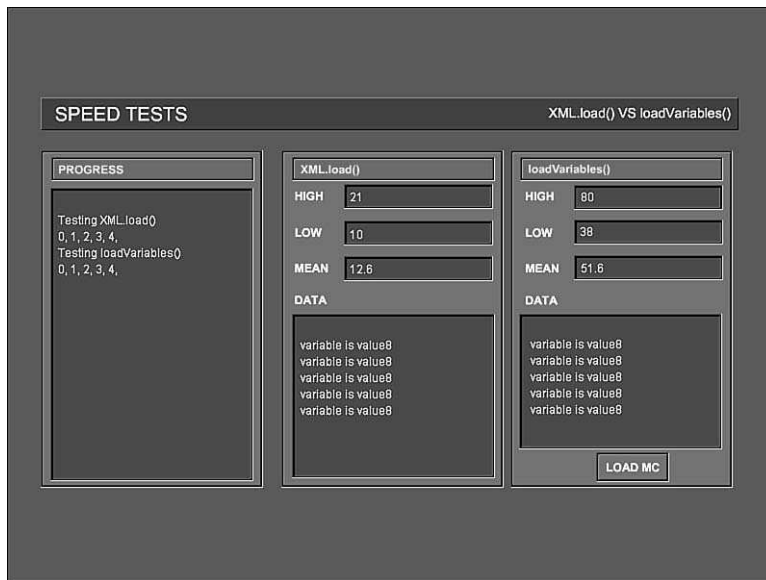 SPEED TESTS
XML.load() VS loadVariables()
PROGRESS
Testing XML.load()
0, 1, 2, 3, 4,
Testing loadVariables()
0, 1, 2, 3, 4,
XML.load()
HIGH 21
LOW 10
MEAN 12.6
DATA
variable is value8
variable is value8
variable is value8
variable is value8
variable is value8
loadVariables()
HIGH 80
LOW 38
MEAN 51.6
DATA
variable is value8
variable is value8
variable is value8
variable is value8
variable is value8
LOAD MC